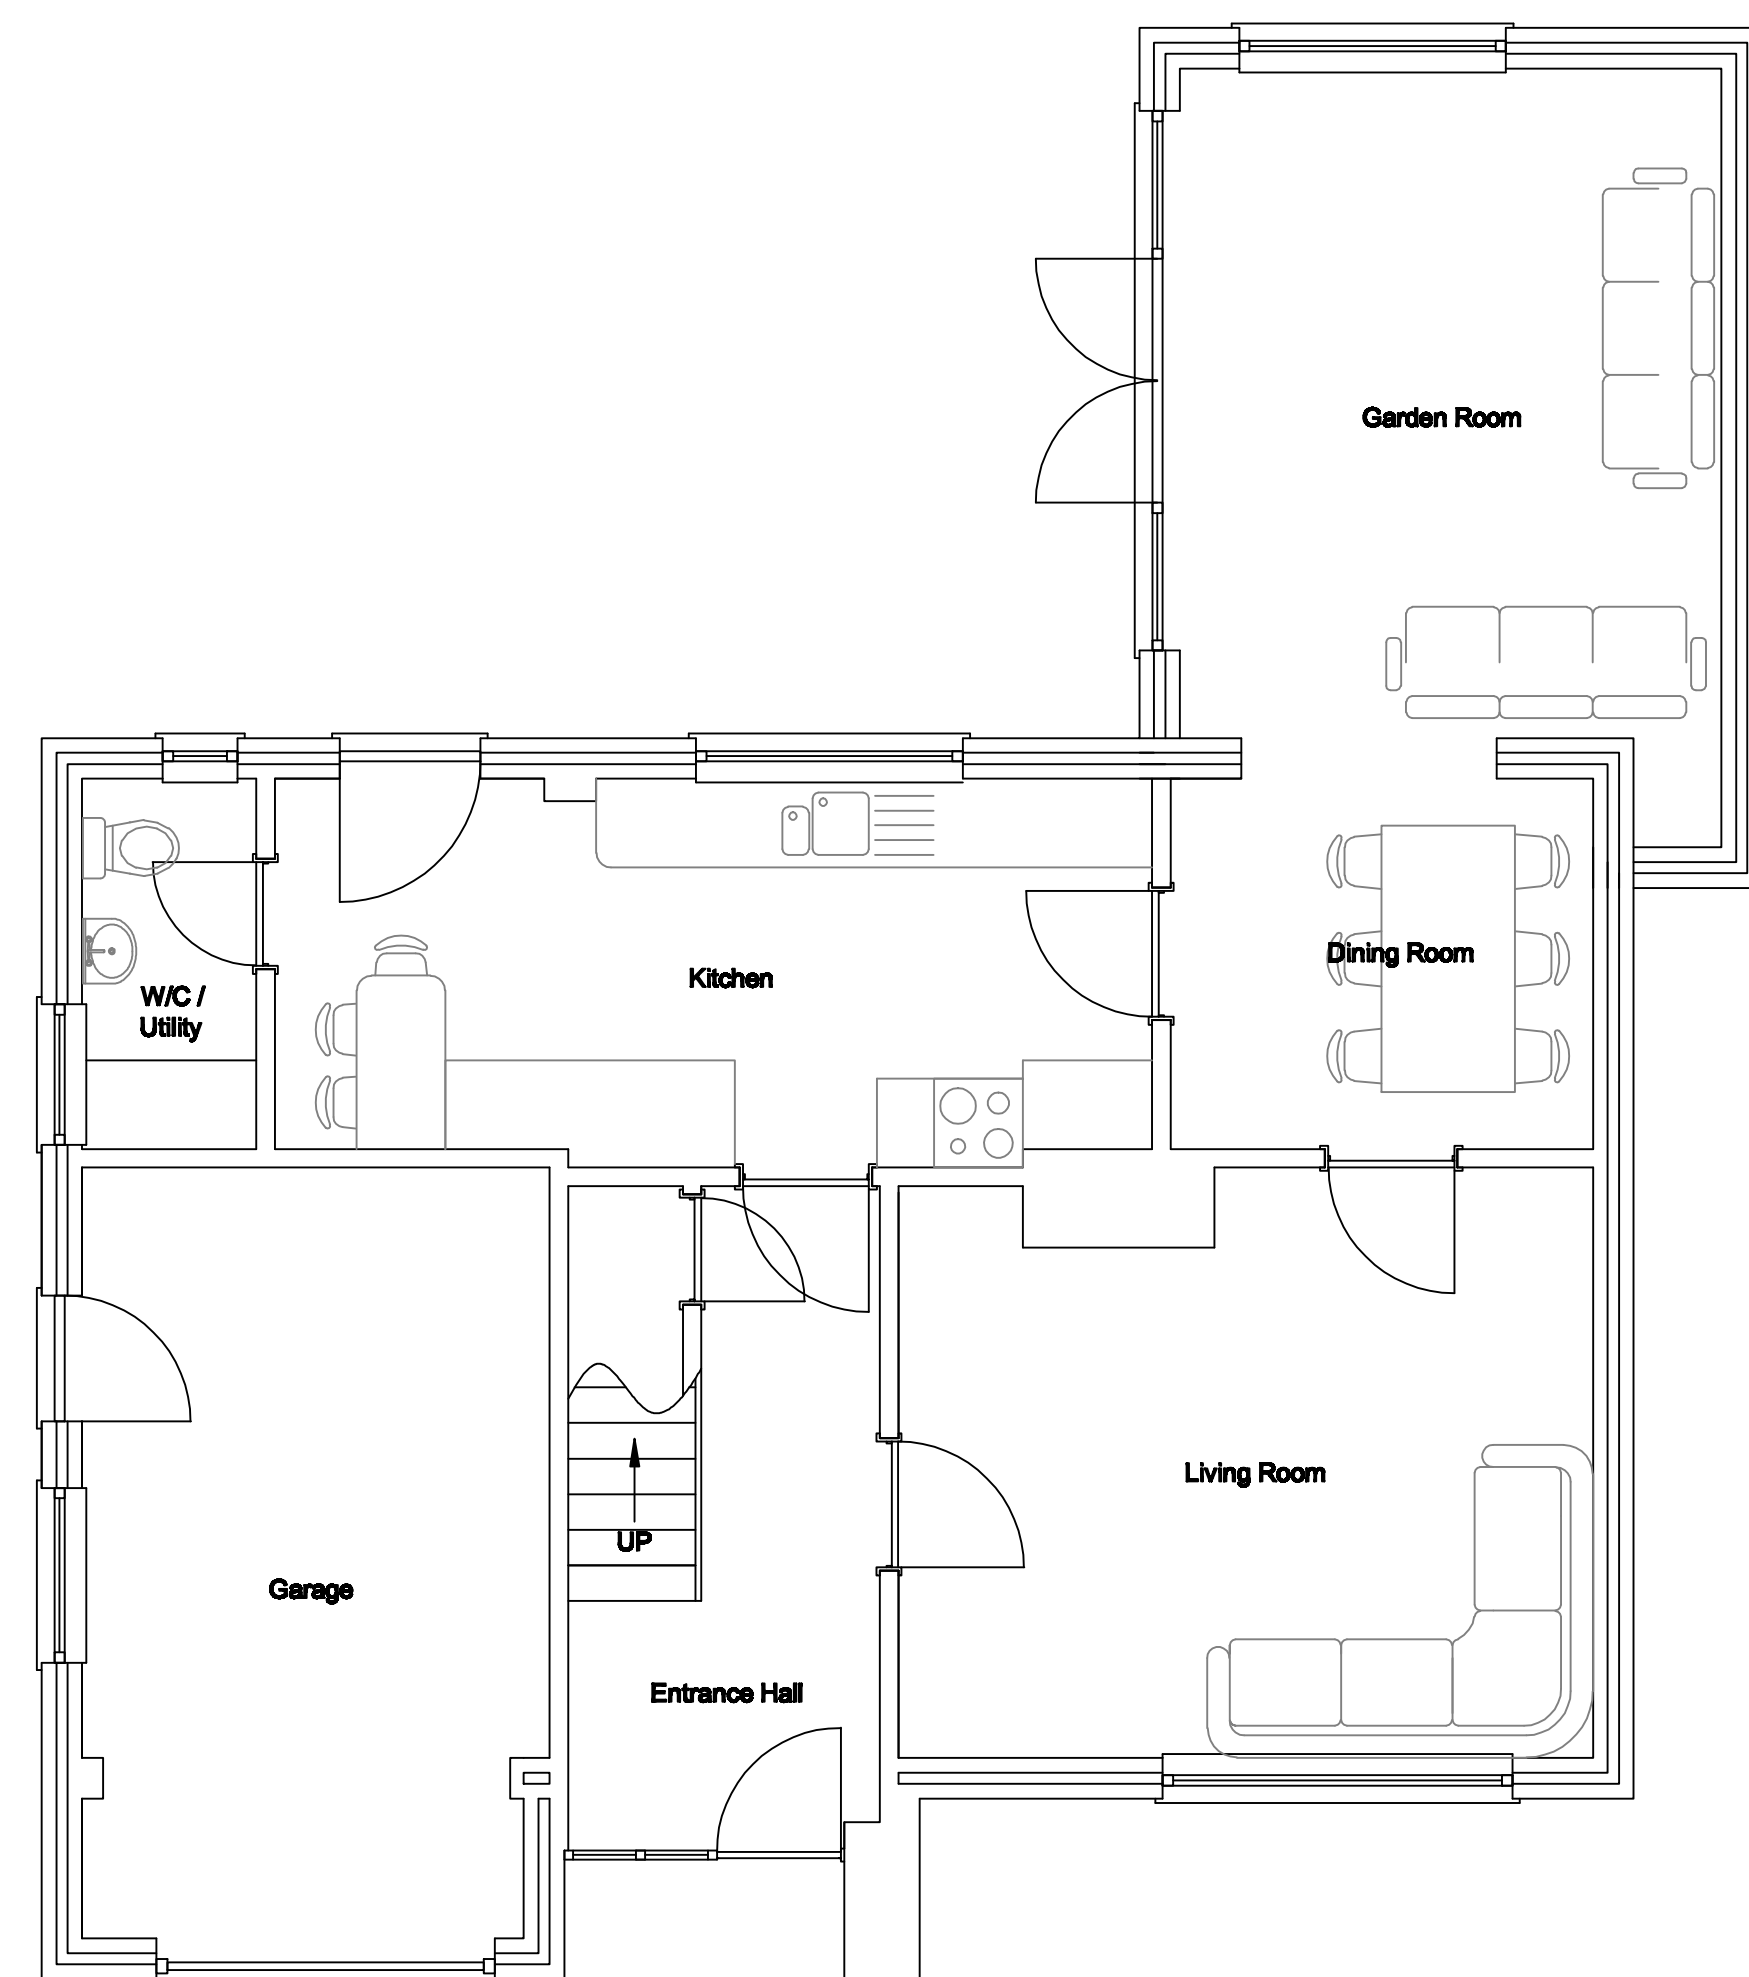 Garden Room
Dining Room
Kitchen
W/C /
Utility
Living Room
UP
Garage
Entrance Hall